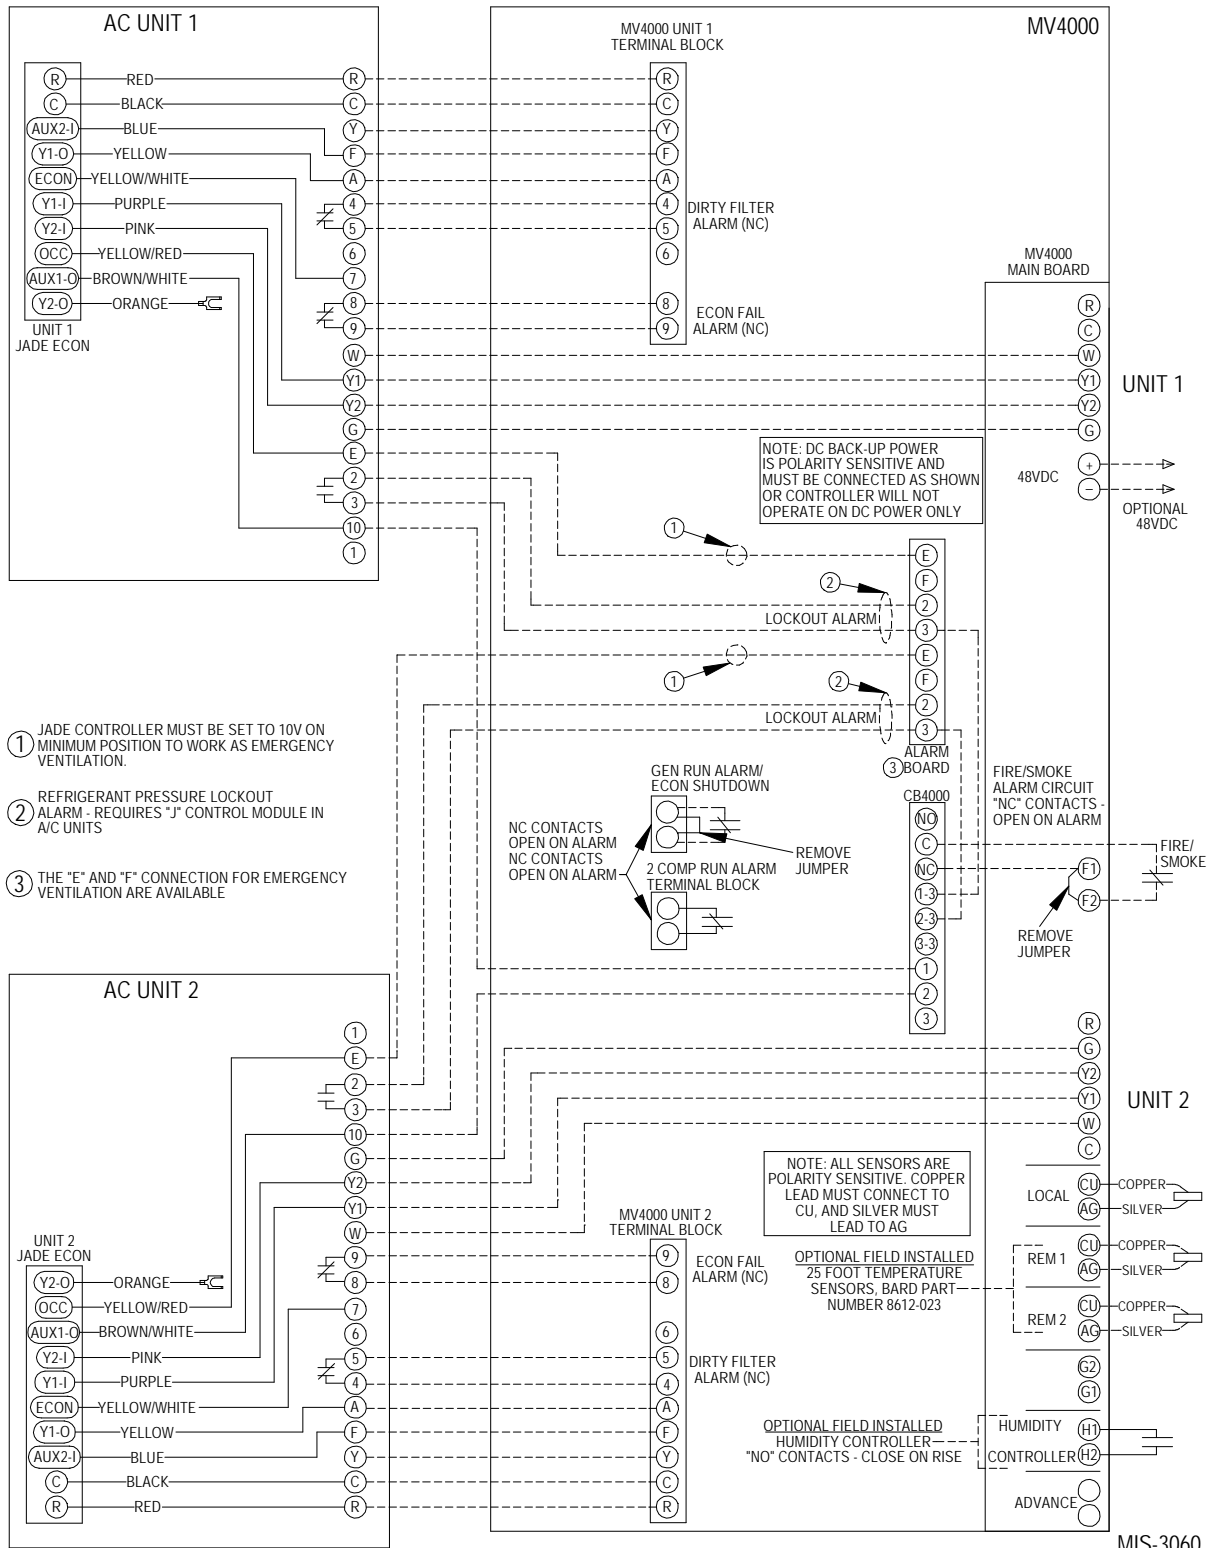 AC UNIT 1
R RED R
C BLACK C
AUX2-I BLUE Y
Y1-O YELLOW F
ECON YELLOW/WHITE A
Y1-I PURPLE 4
Y2-I PINK 5
OCC YELLOW/RED 6
AUX1-O BROWN/WHITE 7
Y2-O ORANGE 8
UNIT 1
JADE ECON
9
W
Y1
Y2
G
E
2
3
10
1
MV4000
MV4000 UNIT 1
TERMINAL BLOCK
R
C
Y
F
A
4
5
6
8
9
DIRTY FILTER
ALARM (NC)
ECON FAIL
ALARM (NC)
MV4000
MAIN BOARD
R
C
W
Y1
Y2
G
UNIT 1
48VDC
+
−
OPTIONAL
48VDC
NOTE: DC BACK-UP POWER
IS POLARITY SENSITIVE AND
MUST BE CONNECTED AS SHOWN
OR CONTROLLER WILL NOT
OPERATE ON DC POWER ONLY
1
2
LOCKOUT ALARM
1
2
LOCKOUT ALARM
E
F
2
3
E
F
2
3
ALARM
3 BOARD
1 JADE CONTROLLER MUST BE SET TO 10V ON
MINIMUM POSITION TO WORK AS EMERGENCY
VENTILATION.
2 REFRIGERANT PRESSURE LOCKOUT
ALARM - REQUIRES "J" CONTROL MODULE IN
A/C UNITS
3 THE "E" AND "F" CONNECTION FOR EMERGENCY
VENTILATION ARE AVAILABLE
GEN RUN ALARM/
ECON SHUTDOWN
NC CONTACTS
OPEN ON ALARM
NC CONTACTS
OPEN ON ALARM
REMOVE
JUMPER
2 COMP RUN ALARM
TERMINAL BLOCK
CB4000
NO
C
NC
1-3
2-3
3-3
1
2
3
FIRE/SMOKE
ALARM CIRCUIT
"NC" CONTACTS -
OPEN ON ALARM
F1
F2
FIRE/
SMOKE
REMOVE
JUMPER
AC UNIT 2
1
E
2
3
10
G
Y2
Y1
W
9
8
7
6
5
4
A
F
Y
C
R
UNIT 2
JADE ECON
Y2-O ORANGE
OCC YELLOW/RED
AUX1-O BROWN/WHITE
Y2-I PINK
Y1-I PURPLE
ECON YELLOW/WHITE
Y1-O YELLOW
AUX2-I BLUE
C BLACK
R RED
MV4000 UNIT 2
TERMINAL BLOCK
9
8
6
5
4
A
F
Y
C
R
ECON FAIL
ALARM (NC)
DIRTY FILTER
ALARM (NC)
NOTE: ALL SENSORS ARE
POLARITY SENSITIVE. COPPER
LEAD MUST CONNECT TO
CU, AND SILVER MUST
LEAD TO AG
OPTIONAL FIELD INSTALLED
25 FOOT TEMPERATURE
SENSORS, BARD PART
NUMBER 8612-023
OPTIONAL FIELD INSTALLED
HUMIDITY CONTROLLER
"NO" CONTACTS - CLOSE ON RISE
R
G
Y2
Y1
W
C
UNIT 2
LOCAL
CU COPPER
AG SILVER
REM 1
CU COPPER
AG SILVER
REM 2
CU COPPER
AG SILVER
G2
G1
HUMIDITY H1
CONTROLLER H2
ADVANCE
MIS-3060